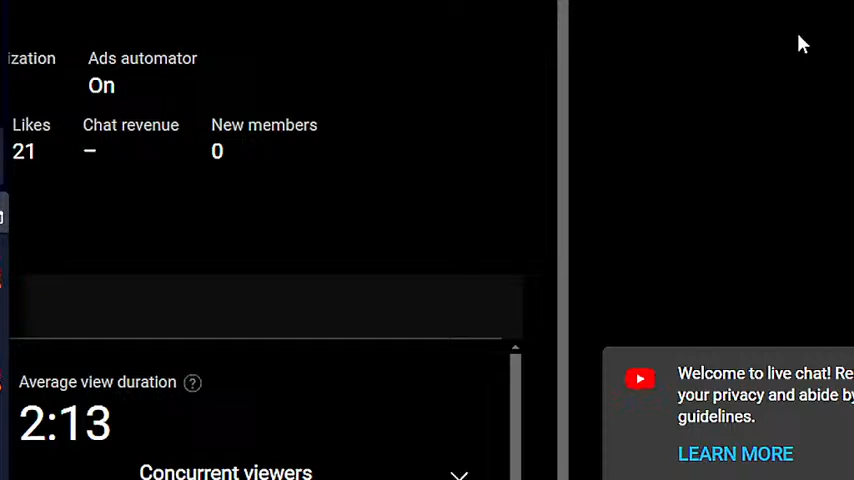 ization Ads automator
On
Likes Chat revenue New members
21 – 0
Average view duration ?
2:13
Concurrent viewers
Welcome to live chat! Re
your privacy and abide by
guidelines.
LEARN MORE